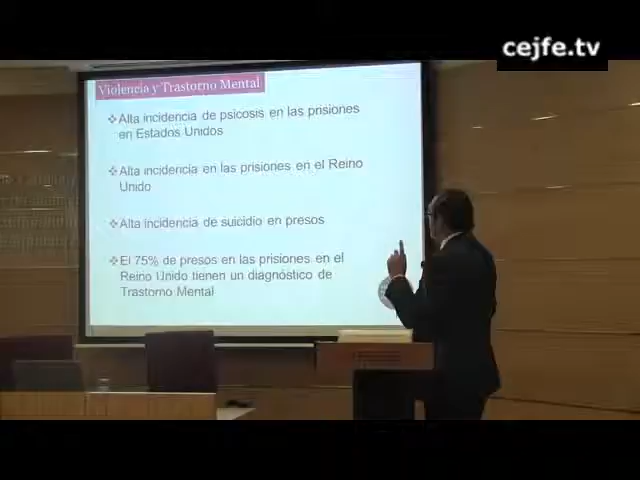 cejfe.tv
Violencia y Trastorno Mental
❖Alta incidencia de psicosis en las prisiones
en Estados Unidos
❖Alta incidencia en las prisiones en el Reino
Unido
❖Alta incidencia de suicidio en presos
❖El 75% de presos en las prisiones en el
Reino Unido tienen un diagnóstico de
Trastorno Mental